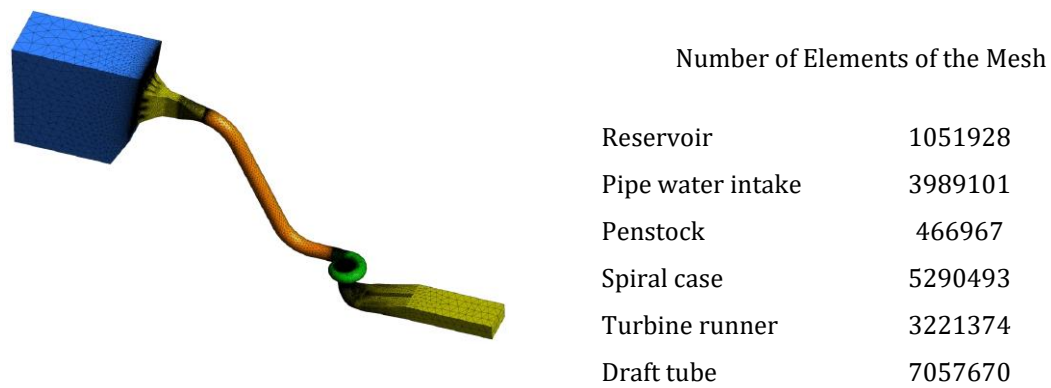 Number of Elements of the Mesh
Reservoir 1051928
Pipe water intake 3989101
Penstock 466967
Spiral case 5290493
Turbine runner 3221374
Draft tube 7057670